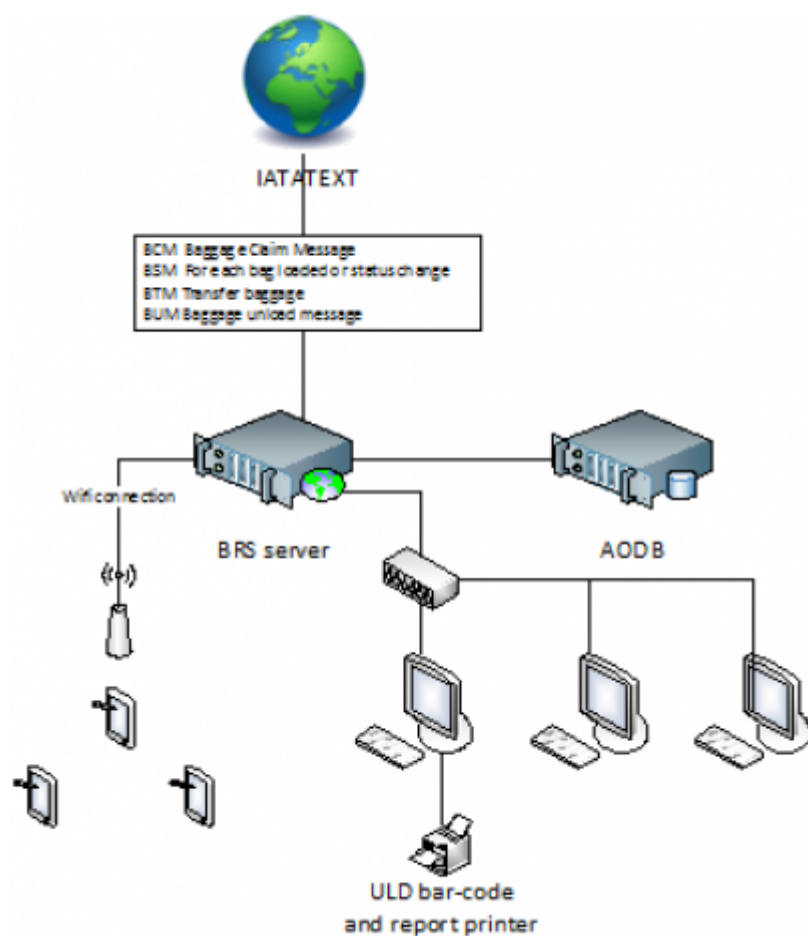 IATATEXT
BCM Baggage Claim Message
BSM For each bag loaded or status change
BTM Transfer baggage
BUM Baggage unload message
Wifi connection
BRS server
AODB
ULD bar-code
and report printer